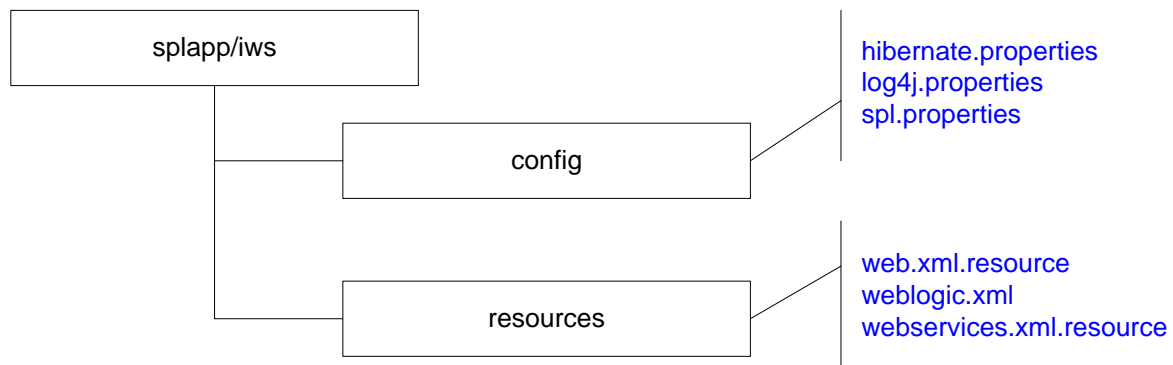 splapp/iws
hibernate.properties
log4j.properties
spl.properties
config
web.xml.resource
weblogic.xml
webservices.xml.resource
resources